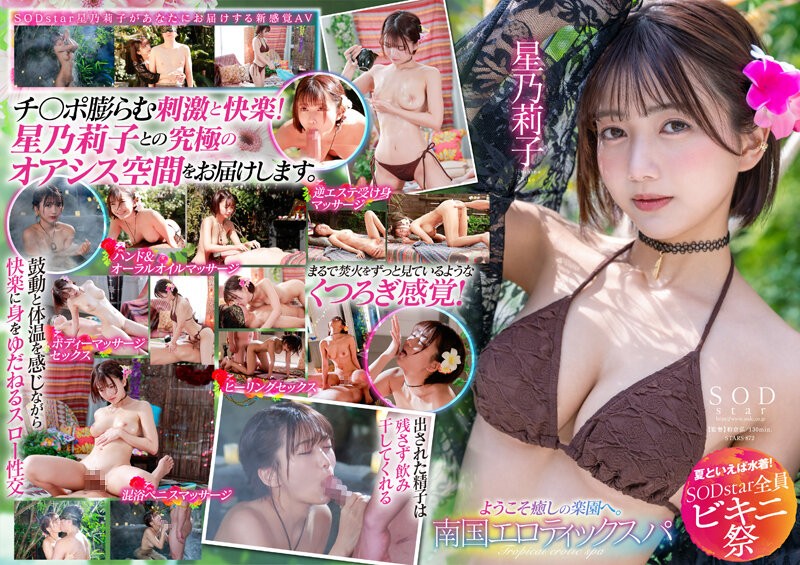 SODstar星乃莉子があなたにお届けする新感覚AV
チ〇ポ膨らむ刺激と快楽!
星乃莉子との究極の
オアシス空間をお届けします。
逆エステ受け身
マッサージ
ハンド&
オーラルオイルマッサージ
まるで焚火をずっと見ているような
くつろぎ感覚!
鼓動と体温を感じながら
快楽に身をゆだねるスロー性交
ボディーマッサージ
セックス
ヒーリングセックス
混浴ペニスマッサージ
出された精子は
残さず飲み
干してくれる
星乃莉子
SOD
star
130min.
STARS-872
夏といえば水着!
SODstar全員
ビキニ
祭
ようこそ癒しの楽園へ。
南国エロティックスパ
Tropical erotic spa